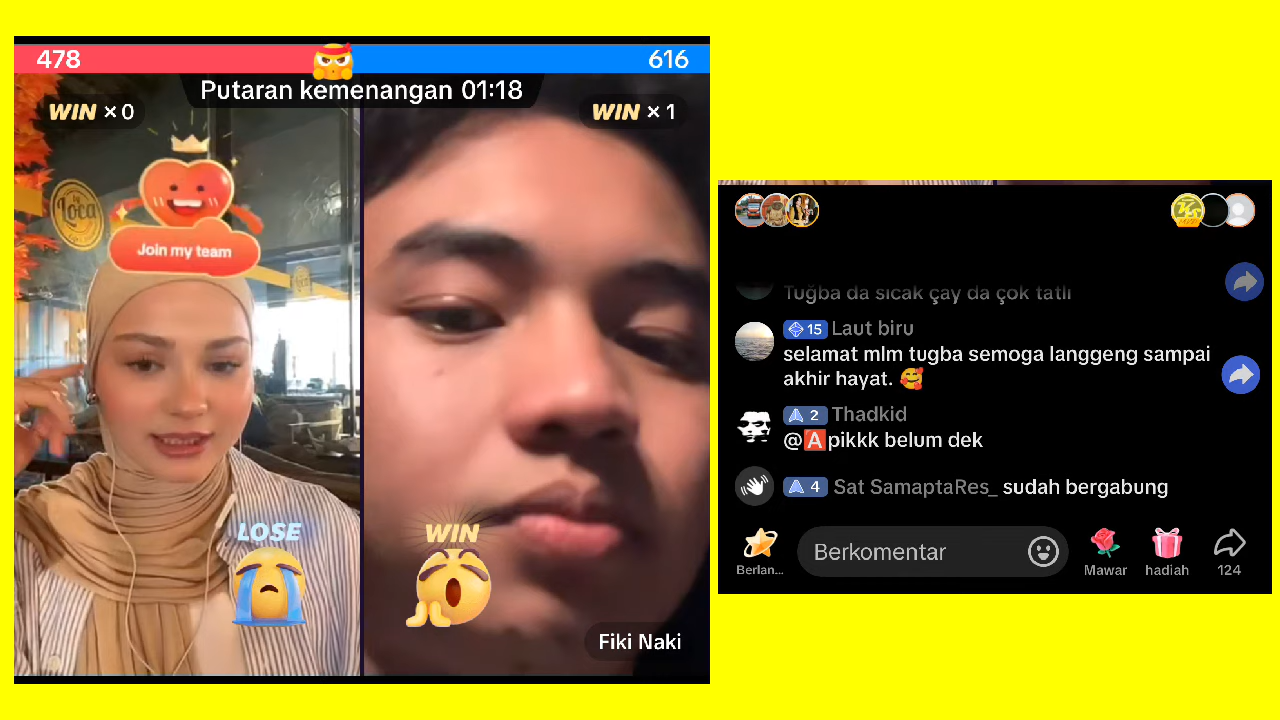 478
616
Putaran kemenangan 01:18
WIN × 0
WIN × 1
Loca
Join my team
LOSE
WIN
Fiki Naki
Tuğba da sıcak çay da çok tatlı
15 Laut biru
selamat mlm tugba semoga langgeng sampai
akhir hayat. 🥰
2 Thadkid
@🅰pikkk belum dek
4 Sat SamaptaRes_ sudah bergabung
Berkomentar
Berlan...
Mawar
hadiah
124